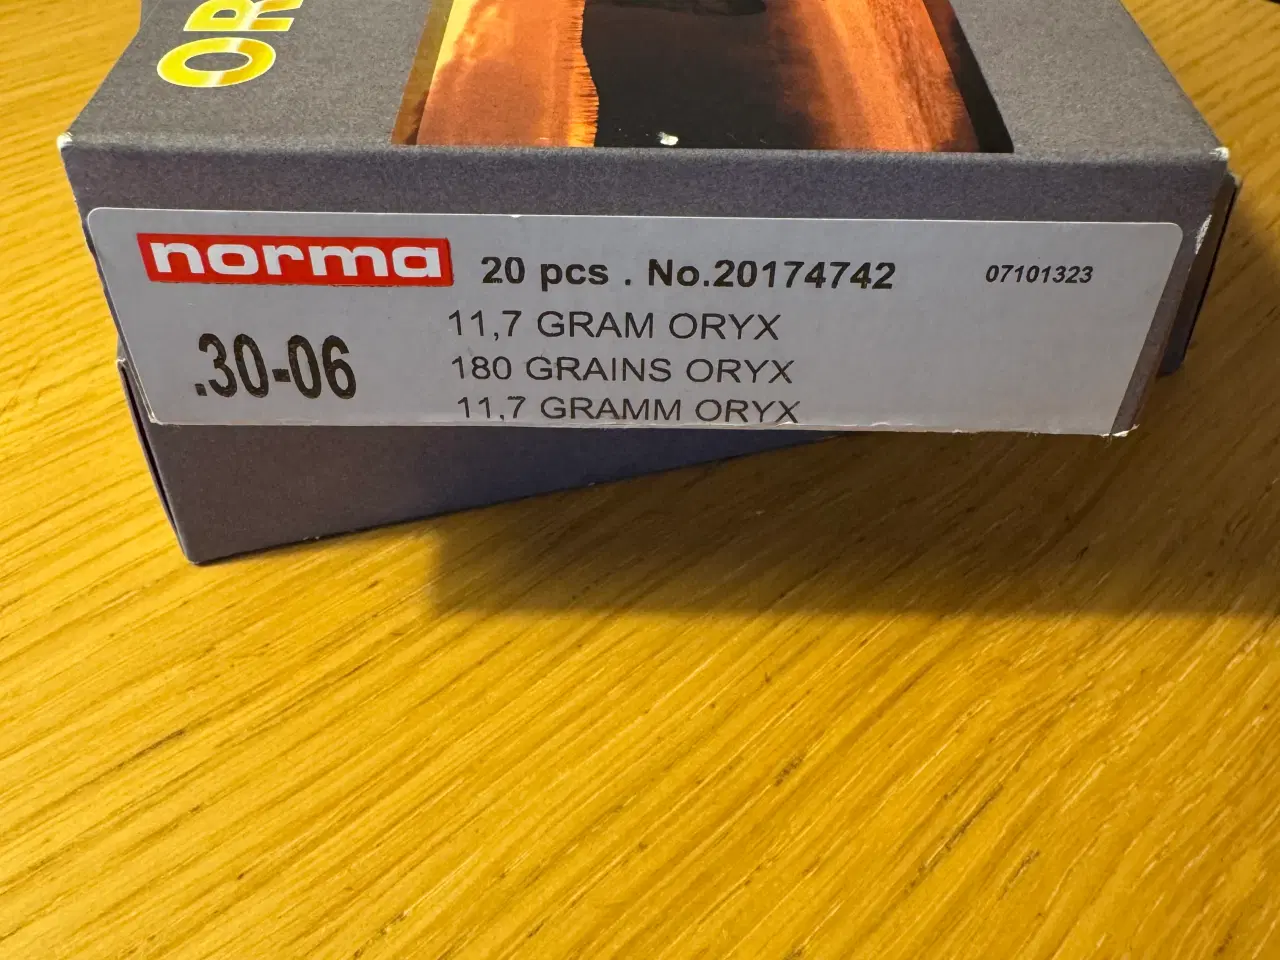 OR
norma
20 pcs . No.20174742
07101323
.30-06
11,7 GRAM ORYX
180 GRAINS ORYX
11,7 GRAMM ORYX